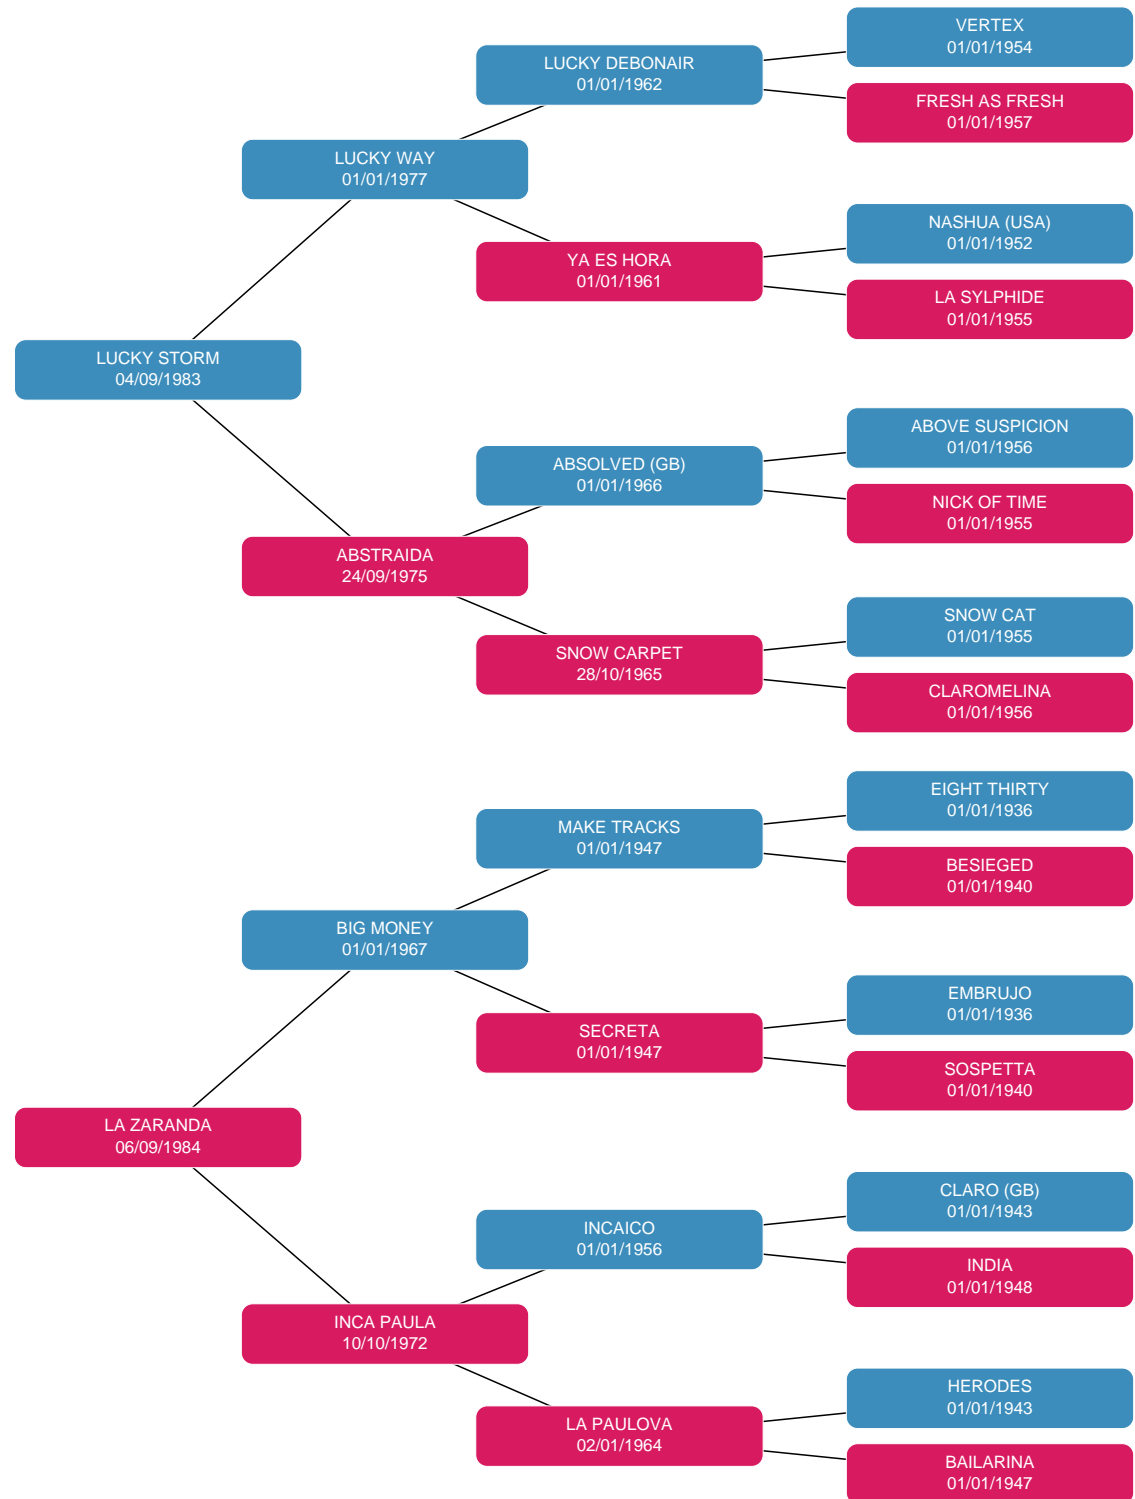 VERTEX
01/01/1954
LUCKY DEBONAIR
01/01/1962
FRESH AS FRESH
01/01/1957
LUCKY WAY
01/01/1977
NASHUA (USA)
01/01/1952
YA ES HORA
01/01/1961
LA SYLPHIDE
01/01/1955
LUCKY STORM
04/09/1983
ABOVE SUSPICION
01/01/1956
ABSOLVED (GB)
01/01/1966
NICK OF TIME
01/01/1955
ABSTRAIDA
24/09/1975
SNOW CAT
01/01/1955
SNOW CARPET
28/10/1965
CLAROMELINA
01/01/1956
EIGHT THIRTY
01/01/1936
MAKE TRACKS
01/01/1947
BESIEGED
01/01/1940
BIG MONEY
01/01/1967
EMBRUJO
01/01/1936
SECRETA
01/01/1947
SOSPETTA
01/01/1940
LA ZARANDA
06/09/1984
CLARO (GB)
01/01/1943
INCAICO
01/01/1956
INDIA
01/01/1948
INCA PAULA
10/10/1972
HERODES
01/01/1943
LA PAULOVA
02/01/1964
BAILARINA
01/01/1947